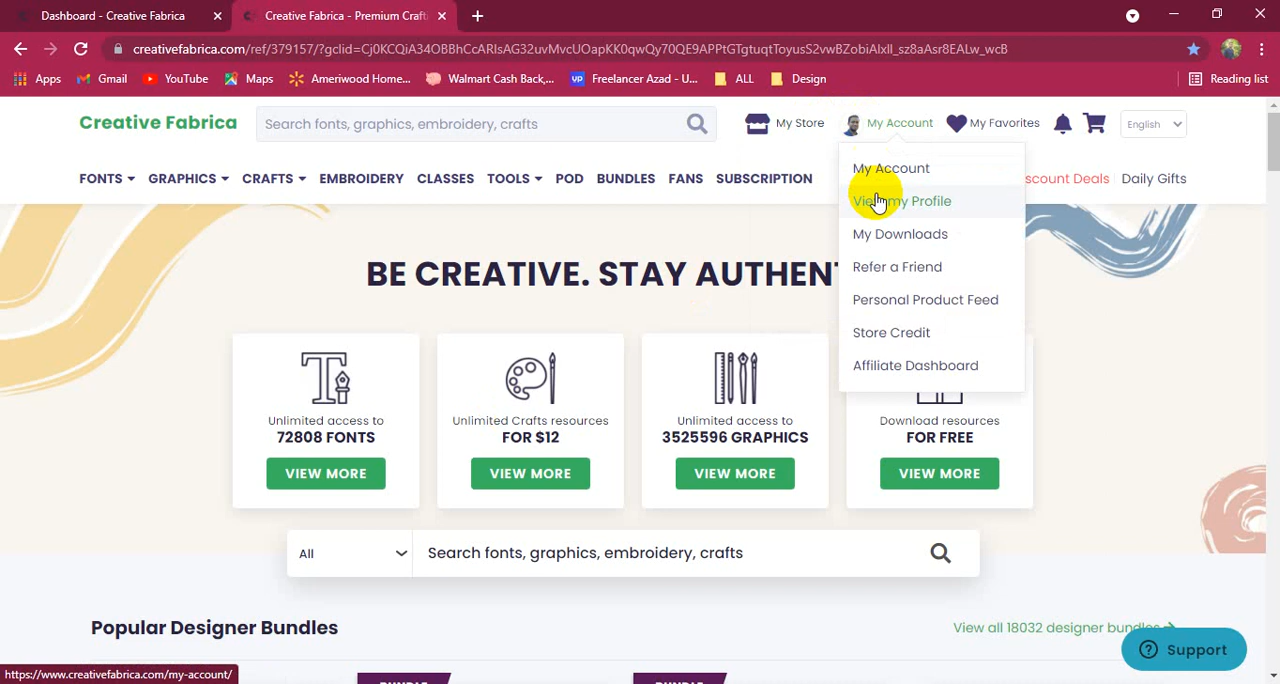 Dashboard - Creative Fabrica
Creative Fabrica - Premium Craft
creativefabrica.com/ref/379157/?gclid=Cj0KCQiA34OBBhCcARIsAG32uvMvcUOapKK0qwQy70QE9APPtGTgtuqtToyusS2vwBZobiAlxlI_sz8aAsr8EALw_wcB
Apps Gmail YouTube Maps Ameriwood Home... Walmart Cash Back,... UP Freelancer Azad - U... ALL Design Reading list
Creative Fabrica
Search fonts, graphics, embroidery, crafts
My Store My Account My Favorites English
FONTS GRAPHICS CRAFTS EMBROIDERY CLASSES TOOLS POD BUNDLES FANS SUBSCRIPTION scount Deals Daily Gifts
My Account
View my Profile
My Downloads
Refer a Friend
Personal Product Feed
Store Credit
Affiliate Dashboard
BE CREATIVE. STAY AUTHENT
Unlimited access to
72808 FONTS
VIEW MORE
Unlimited Crafts resources
FOR $12
VIEW MORE
Unlimited access to
3525596 GRAPHICS
VIEW MORE
Download resources
FOR FREE
VIEW MORE
All Search fonts, graphics, embroidery, crafts
Popular Designer Bundles
View all 18032 designer bundles
Support
https://www.creativefabrica.com/my-account/
BUNDLE BUNDLE